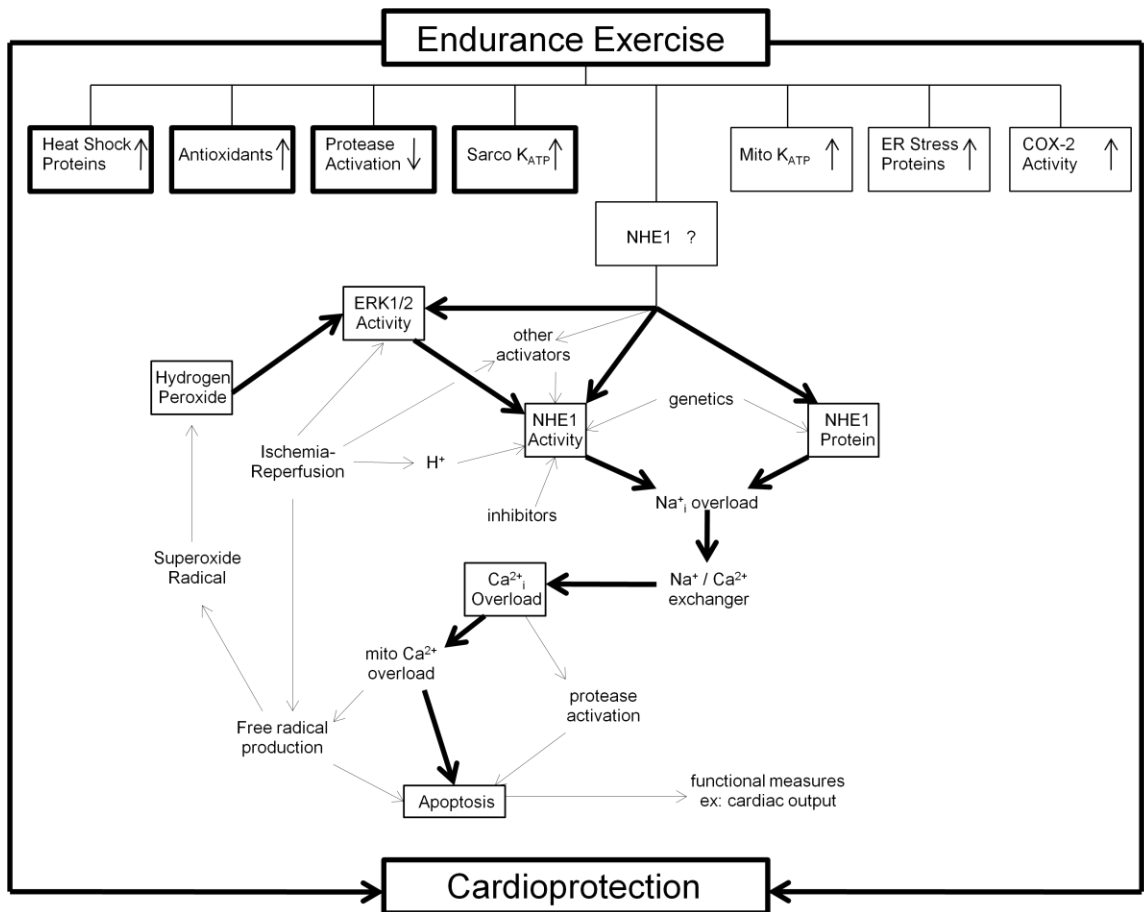 Endurance Exercise
Heat Shock
Proteins
Antioxidants
Protease
Activation
Sarco K_ATP
Mito K_ATP
ER Stress
Proteins
COX-2
Activity
NHE1 ?
ERK1/2
Activity
other
activators
Hydrogen
Peroxide
genetics
NHE1
Activity
NHE1
Protein
Ischemia-
Reperfusion
H⁺
Na⁺ᵢ overload
inhibitors
Superoxide
Radical
Ca²⁺ᵢ
Overload
Na⁺ / Ca²⁺
exchanger
mito Ca²⁺
overload
protease
activation
Free radical
production
Apoptosis
functional measures
ex: cardiac output
Cardioprotection